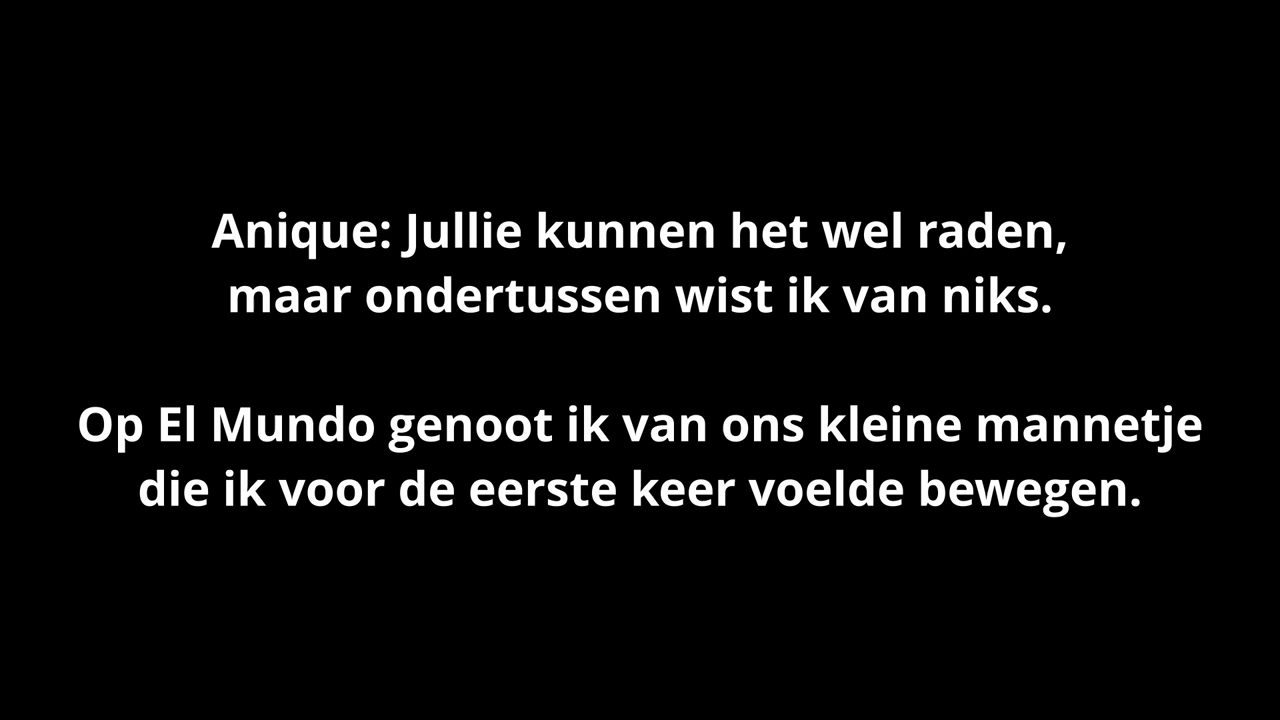 Anique: Jullie kunnen het wel raden,
maar ondertussen wist ik van niks.
Op El Mundo genoot ik van ons kleine mannetje
die ik voor de eerste keer voelde bewegen.